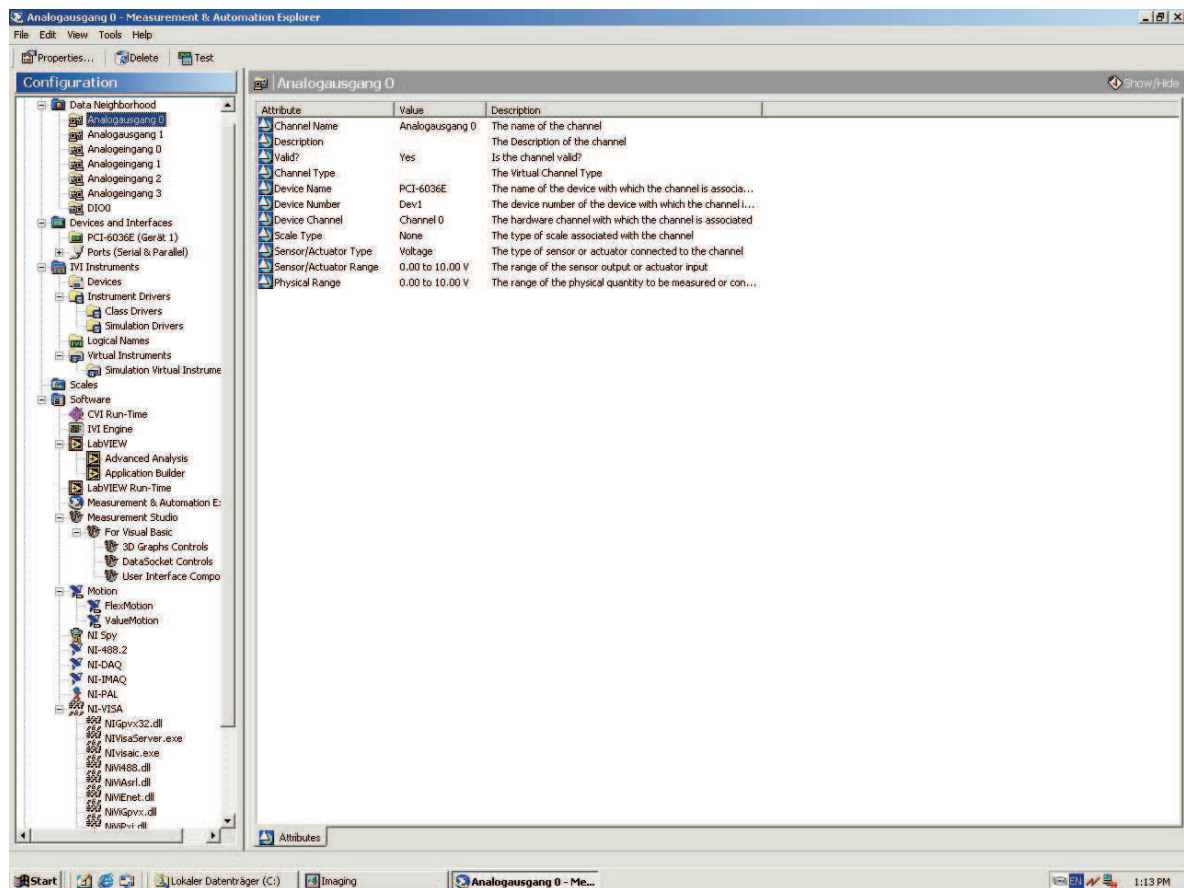 Analogausgang 0 - Measurement & Automation Explorer
File Edit View Tools Help
Properties... Delete Test
Configuration
Data Neighborhood
Analogausgang 0
Analogausgang 1
Analogeingang 0
Analogeingang 1
Analogeingang 2
Analogeingang 3
DIO0
Devices and Interfaces
PCI-6036E (Gerät 1)
Ports (Serial & Parallel)
IVI Instruments
Devices
Instrument Drivers
Class Drivers
Simulation Drivers
Logical Names
Virtual Instruments
Simulation Virtual Instrume
Scales
Software
CVI Run-Time
IVI Engine
LabVIEW
Advanced Analysis
Application Builder
LabVIEW Run-Time
Measurement & Automation E:
Measurement Studio
For Visual Basic
3D Graphs Controls
DataSocket Controls
User Interface Compo
Motion
FlexMotion
ValueMotion
NI Spy
NI-488.2
NI-DAQ
NI-IMAQ
NI-PAL
NI-VISA
NIGpvx32.dll
NIVisaServer.exe
NIvisaic.exe
NiVi488.dll
NiViAsrl.dll
NiViEnet.dll
NiViGpvx.dll
NiViPxi.dll
Analogausgang 0 Show/Hide
Attribute Value Description
Channel Name Analogausgang 0 The name of the channel
Description The Description of the channel
Valid? Yes Is the channel valid?
Channel Type The Virtual Channel Type
Device Name PCI-6036E The name of the device with which the channel is associa...
Device Number Dev1 The device number of the device with which the channel i...
Device Channel Channel 0 The hardware channel with which the channel is associated
Scale Type None The type of scale associated with the channel
Sensor/Actuator Type Voltage The type of sensor or actuator connected to the channel
Sensor/Actuator Range 0.00 to 10.00 V The range of the sensor output or actuator input
Physical Range 0.00 to 10.00 V The range of the physical quantity to be measured or con...
Attributes
Start Lokaler Datenträger (C:) Imaging Analogausgang 0 - Me... EN 1:13 PM